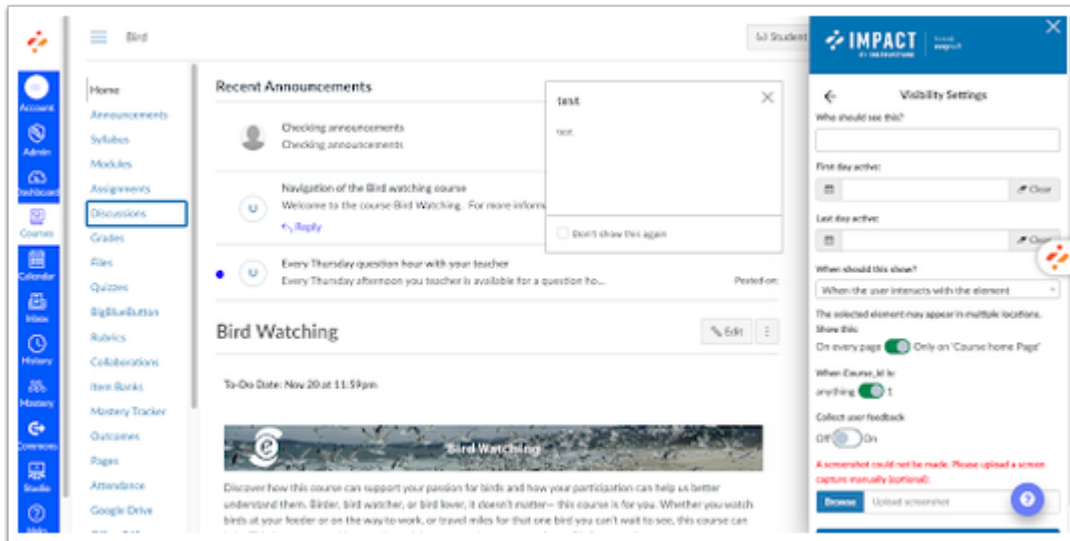 Bird
Account
Admin
Dashboard
Courses
Calendar
Inbox
History
Mastery
Commons
Studio
Help
Home
Announcements
Syllabus
Modules
Assignments
Discussions
Grades
Files
Quizzes
BigBlueButton
Rubrics
Collaborations
Item Banks
Mastery Tracker
Outcomes
Pages
Attendance
Google Drive
Student
Recent Announcements
Checking announcements
Checking announcements
Navigation of the Bird watching course
Welcome to the course Bird Watching. For more inform
Reply
Every Thursday question hour with your teacher
Every Thursday afternoon you teacher is available for a question ho...
Posted on:
test
test
Don't show this again
Bird Watching
Edit
To-Do Date: Nov 20 at 11:59pm
Bird Watching
Discover how this course can support your passion for birds and how your participation can help us better
understand them. Birder, bird watcher, or bird lover, it doesn't matter— this course is for you. Whether you watch
birds at your feeder or on the way to work, or travel miles for that one bird you can't wait to see, this course can
IMPACT
BY INSTRUCTURE
Visibility Settings
Who should see this?
First day active:
Clear
Last day active:
Clear
When should this show?
When the user interacts with the element
The selected element may appear in multiple locations.
Show this:
On every page Only on 'Course home Page'
When Course_Id is:
anything 1
Collect user feedback
Off On
A screenshot could not be made. Please upload a screen
capture manually (optional):
Browse Upload screenshot